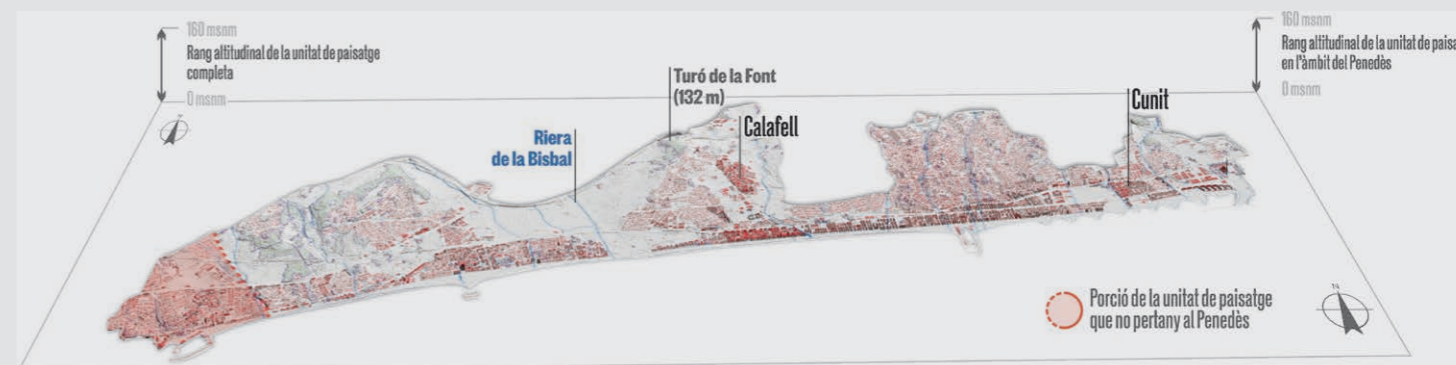 160 msnm
Rang altitudinal de la unitat de paisatge
completa
0 msnm
Riera
de la Bisbal
Turó de la Font
(132 m)
Calafell
Cunit
160 msnm
Rang altitudinal de la unitat de paisa
en l'àmbit del Penedès
0 msnm
Porció de la unitat de paisatge
que no pertany al Penedès
N